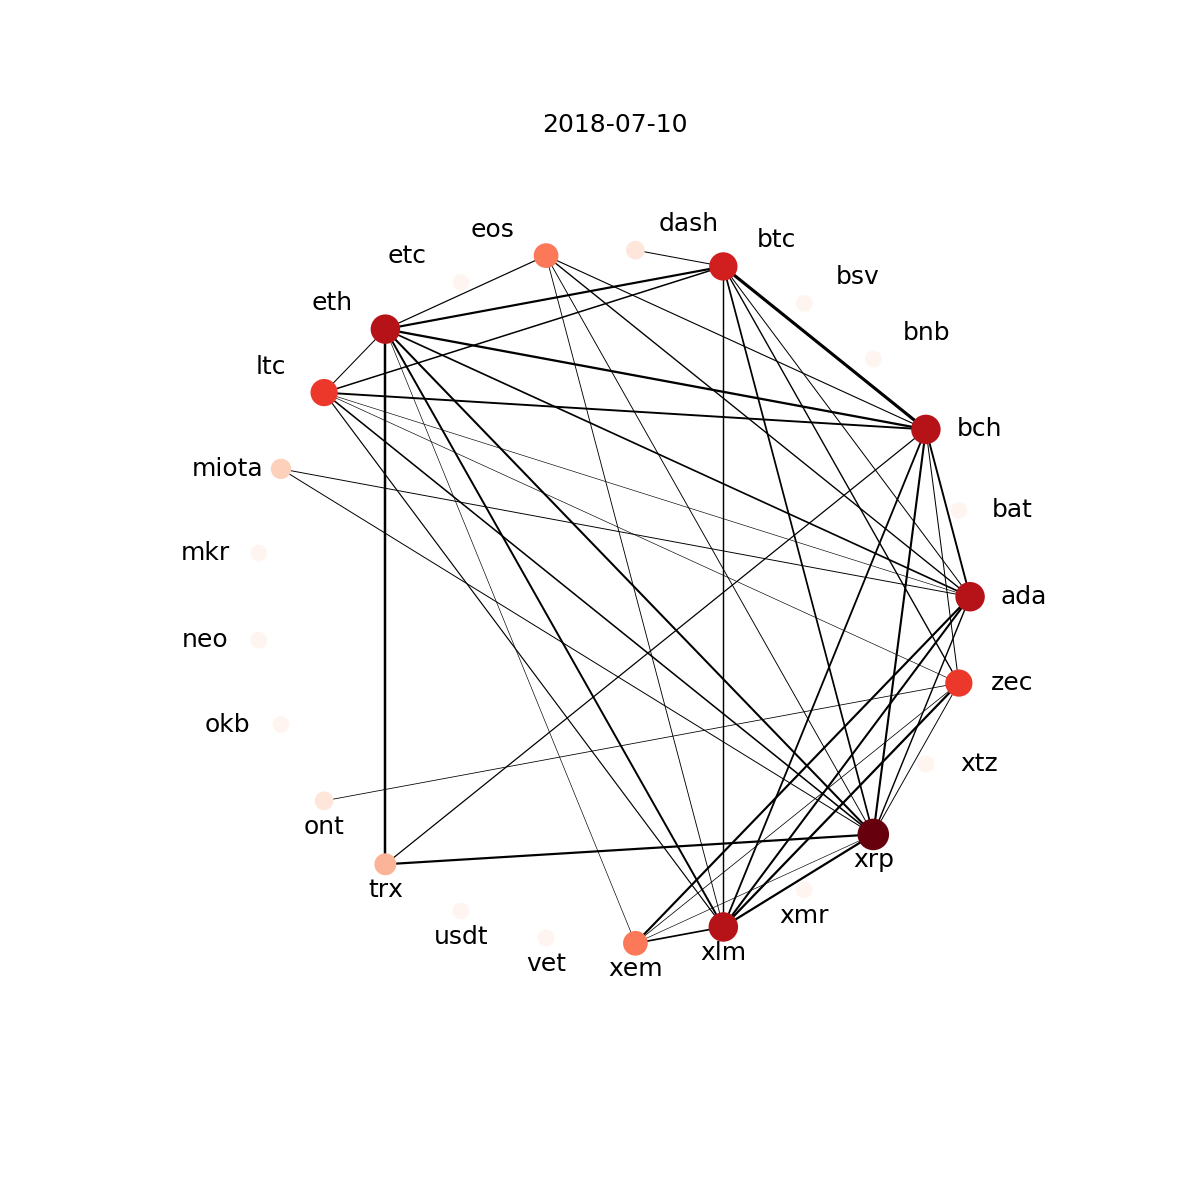 2018-07-10
dash
eos
btc
etc
bsv
eth
bnb
ltc
bch
miota
bat
mkr
ada
neo
zec
okb
xtz
ont
xrp
trx
xmr
usdt
xlm
vet
xem